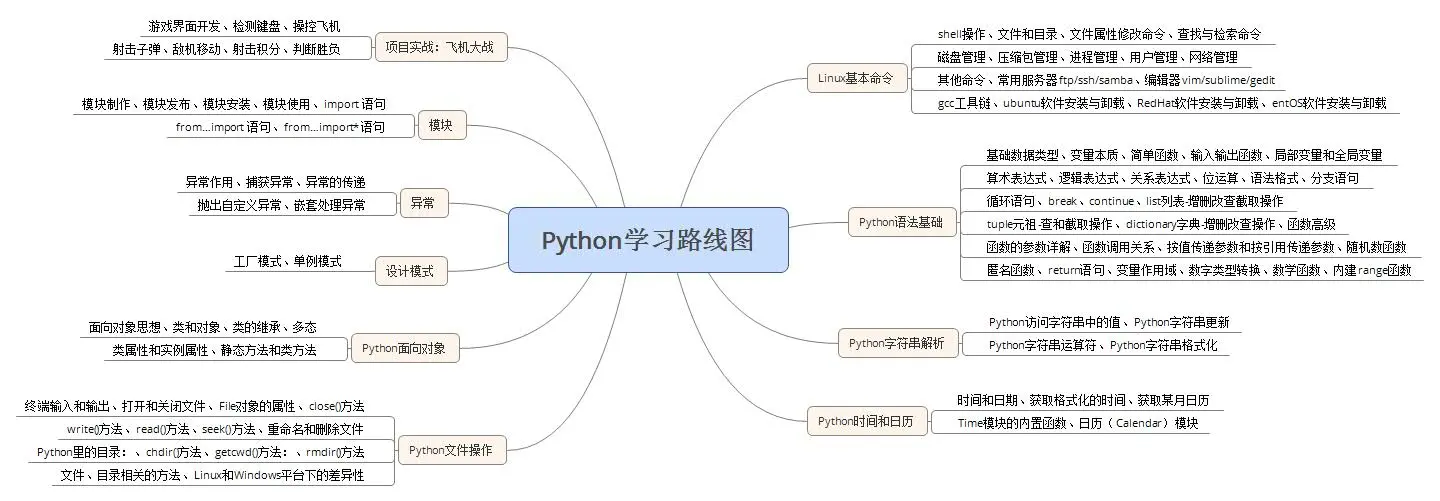 Python学习路线图
Linux基本命令
shell操作、文件和目录、文件属性修改命令、查找与检索命令
磁盘管理、压缩包管理、进程管理、用户管理、网络管理
其他命令、常用服务器ftp/ssh/samba、编辑器vim/sublime/gedit
gcc工具链、ubuntu软件安装与卸载、RedHat软件安装与卸载、entOS软件安装与卸载
Python语法基础
基础数据类型、变量本质、简单函数、输入输出函数、局部变量和全局变量
算术表达式、逻辑表达式、关系表达式、位运算、语法格式、分支语句
循环语句、break、continue、list列表-增删改查截取操作
tuple元祖-查和截取操作、dictionary字典-增删改查操作、函数高级
函数的参数详解、函数调用关系、按值传递参数和按引用传递参数、随机数函数
匿名函数、return语句、变量作用域、数字类型转换、数学函数、内建range函数
Python字符串解析
Python访问字符串中的值、Python字符串更新
Python字符串运算符、Python字符串格式化
Python时间和日历
时间和日期、获取格式化的时间、获取某月日历
Time模块的内置函数、日历（Calendar）模块
Python文件操作
终端输入和输出、打开和关闭文件、File对象的属性、close()方法
write()方法、read()方法、seek()方法、重命名和删除文件
Python里的目录：、chdir()方法、getcwd()方法：、rmdir()方法
文件、目录相关的方法、Linux和Windows平台下的差异性
Python面向对象
面向对象思想、类和对象、类的继承、多态
类属性和实例属性、静态方法和类方法
设计模式
工厂模式、单例模式
异常
异常作用、捕获异常、异常的传递
抛出自定义异常、嵌套处理异常
模块
模块制作、模块发布、模块安装、模块使用、import语句
from…import语句、from…import*语句
项目实战：飞机大战
游戏界面开发、检测键盘、操控飞机
射击子弹、敌机移动、射击积分、判断胜负